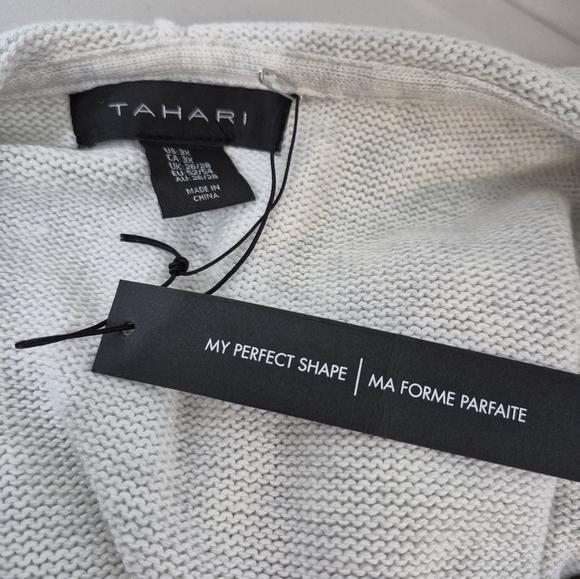 TAHARI
US: 3X
CA: 3X
UK: 26/28
EU: 52/54
AU: 26/28
MADE IN
CHINA
MY PERFECT SHAPE | MA FORME PARFAITE